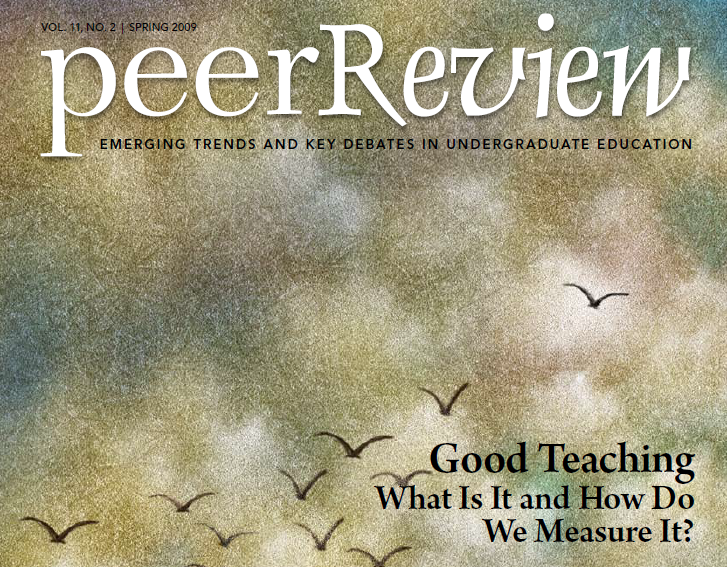 VOL. 11, NO. 2 | SPRING 2009
peerReview
EMERGING TRENDS AND KEY DEBATES IN UNDERGRADUATE EDUCATION
Good Teaching
What Is It and How Do
We Measure It?